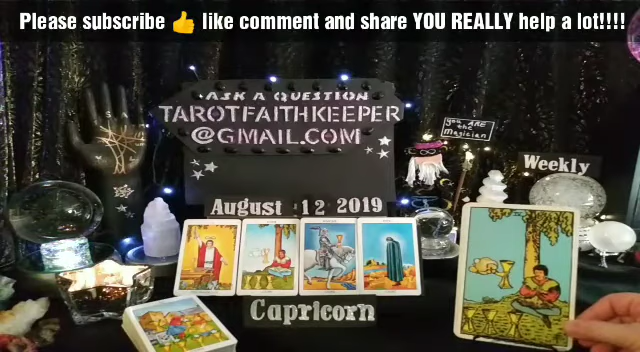 Please subscribe 👍 like comment and share YOU REALLY help a lot!!!!
ASK A QUESTION
TAROTFAITHKEEPER
@GMAIL.COM
you ARE
the
magician
Weekly
August 12 2019
Capricorn